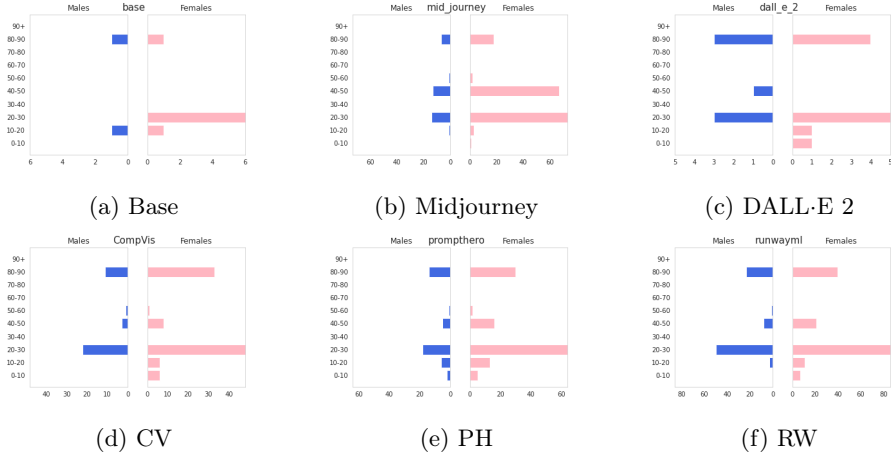 base
Males Females
90+
80-90
70-80
60-70
50-60
40-50
30-40
20-30
10-20
0-10
6 4 2 0 0 2 4 6
(a) Base
mid_journey
Males Females
90+
80-90
70-80
60-70
50-60
40-50
30-40
20-30
10-20
0-10
60 40 20 0 0 20 40 60
(b) Midjourney
dall_e_2
Males Females
90+
80-90
70-80
60-70
50-60
40-50
30-40
20-30
10-20
0-10
5 4 3 2 1 0 0 1 2 3 4 5
(c) DALL·E 2
CompVis
Males Females
90+
80-90
70-80
60-70
50-60
40-50
30-40
20-30
10-20
0-10
40 30 20 10 0 0 10 20 30 40
(d) CV
prompthero
Males Females
90+
80-90
70-80
60-70
50-60
40-50
30-40
20-30
10-20
0-10
60 40 20 0 0 20 40 60
(e) PH
runwayml
Males Females
90+
80-90
70-80
60-70
50-60
40-50
30-40
20-30
10-20
0-10
80 60 40 20 0 0 20 40 60 80
(f) RW